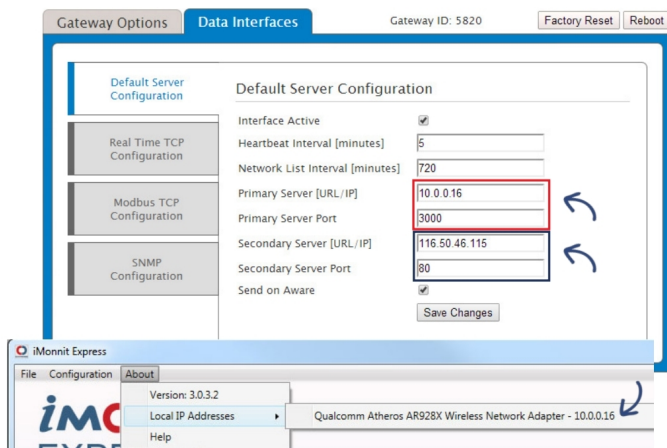 Gateway Options Data Interfaces Gateway ID: 5820 Factory Reset Reboot
Default Server
Configuration
Real Time TCP
Configuration
Modbus TCP
Configuration
SNMP
Configuration
Default Server Configuration
Interface Active
Heartbeat Interval [minutes] 5
Network List Interval [minutes] 720
Primary Server [URL/IP] 10.0.0.16
Primary Server Port 3000
Secondary Server [URL/IP] 116.50.46.115
Secondary Server Port 80
Send on Aware
Save Changes
iMonnit Express
File Configuration About
Version: 3.0.3.2
Local IP Addresses Qualcomm Atheros AR928X Wireless Network Adapter - 10.0.0.16
Help